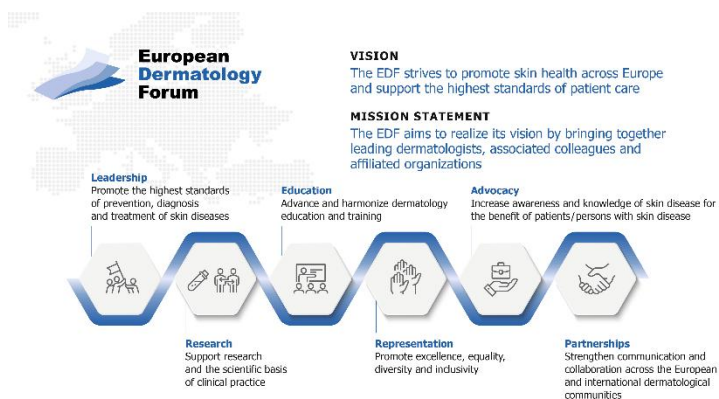 European
Dermatology
Forum
VISION
The EDF strives to promote skin health across Europe
and support the highest standards of patient care
MISSION STATEMENT
The EDF aims to realize its vision by bringing together
leading dermatologists, associated colleagues and
affiliated organizations
Leadership
Promote the highest standards
of prevention, diagnosis
and treatment of skin diseases
Education
Advance and harmonize dermatology
education and training
Advocacy
Increase awareness and knowledge of skin disease for
the benefit of patients/persons with skin disease
Research
Support research
and the scientific basis
of clinical practice
Representation
Promote excellence, equality,
diversity and inclusivity
Partnerships
Strengthen communication and
collaboration across the European
and international dermatological
communities